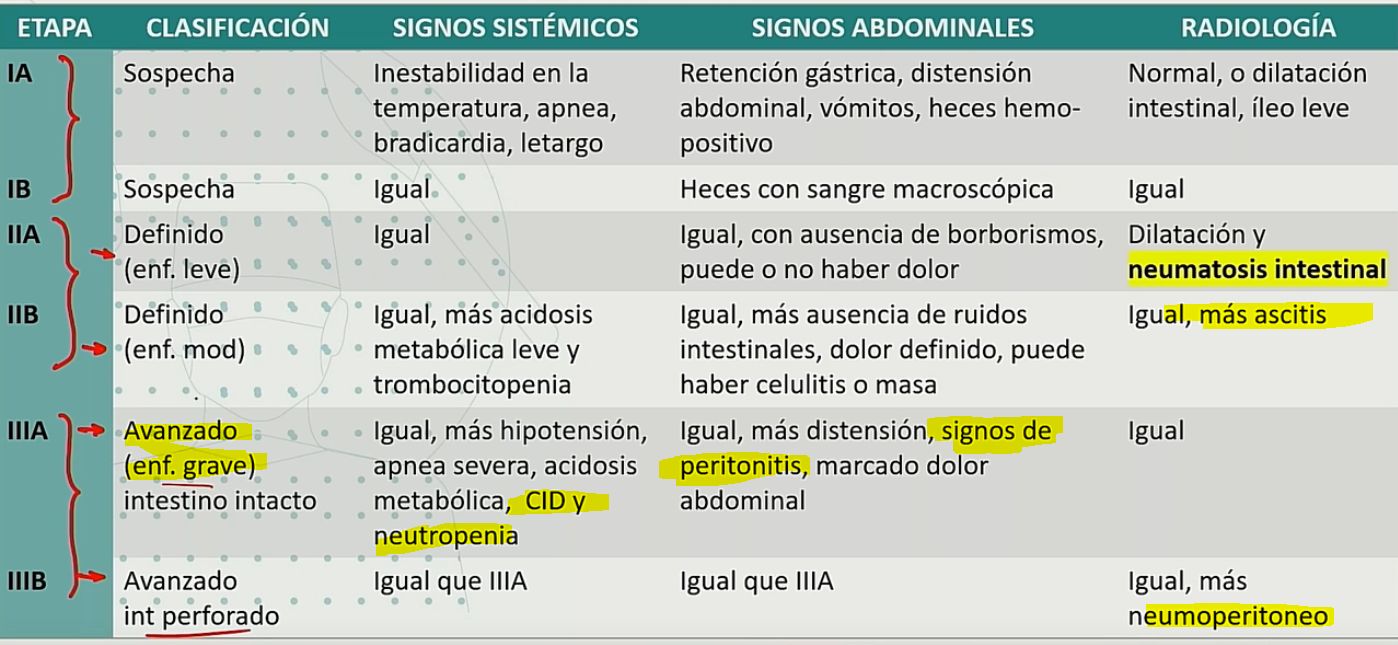 ETAPA CLASIFICACIÓN SIGNOS SISTÉMICOS SIGNOS ABDOMINALES RADIOLOGÍA
IA Sospecha Inestabilidad en la Retención gástrica, distensión Normal, o dilatación
temperatura, apnea, abdominal, vómitos, heces hemo- intestinal, íleo leve
bradicardia, letargo positivo
IB Sospecha Igual Heces con sangre macroscópica Igual
IIA Definido Igual Igual, con ausencia de borborismos, Dilatación y
(enf. leve) puede o no haber dolor neumatosis intestinal
IIB Definido Igual, más acidosis Igual, más ausencia de ruidos Igual, más ascitis
(enf. mod) metabólica leve y intestinales, dolor definido, puede
trombocitopenia haber celulitis o masa
IIIA Avanzado Igual, más hipotensión, Igual, más distensión, signos de Igual
(enf. grave) apnea severa, acidosis peritonitis, marcado dolor
intestino intacto metabólica, CID y abdominal
neutropenia
IIIB Avanzado Igual que IIIA Igual que IIIA Igual, más
int perforado neumoperitoneo